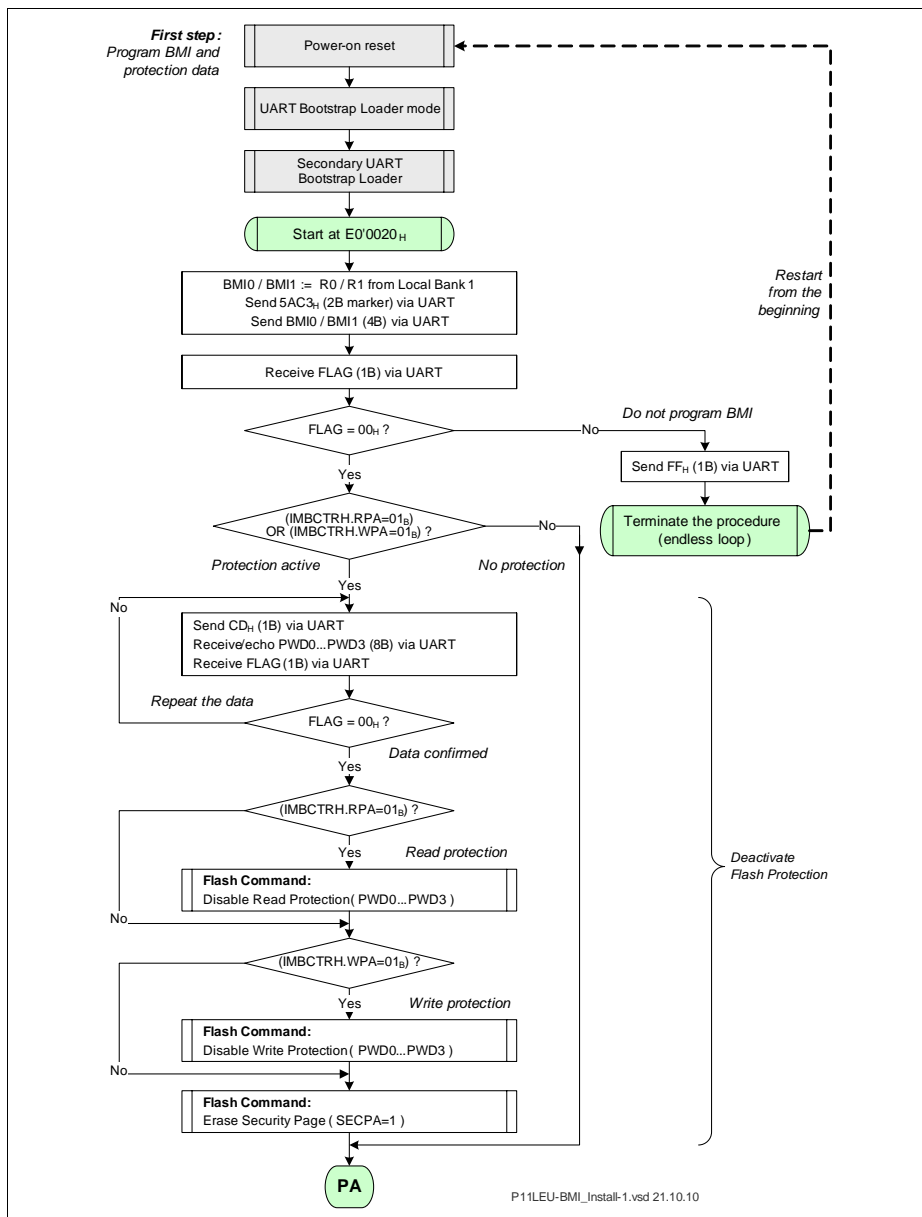 First step :
Program BMI and
protection data
Power-on reset
UART Bootstrap Loader mode
Secondary UART
Bootstrap Loader
Start at E0'0020H
BMI0 / BMI1 := R0 / R1 from Local Bank 1
Send 5AC3H (2B marker) via UART
Send BMI0 / BMI1 (4B) via UART
Restart
from the
beginning
Receive FLAG (1B) via UART
Do not program BMI
FLAG = 00H ?
No
Send FFH (1B) via UART
Yes
(IMBCTRH.RPA=01B)
OR (IMBCTRH.WPA=01B) ?
No
Terminate the procedure
(endless loop)
Protection active
No protection
Yes
No
Send CDH (1B) via UART
Receive/echo PWD0...PWD3 (8B) via UART
Receive FLAG (1B) via UART
Repeat the data
FLAG = 00H ?
Data confirmed
Yes
(IMBCTRH.RPA=01B) ?
Yes
Read protection
Deactivate
Flash Protection
Flash Command:
Disable Read Protection( PWD0...PWD3 )
No
(IMBCTRH.WPA=01B) ?
Yes
Write protection
Flash Command:
Disable Write Protection( PWD0...PWD3 )
No
Flash Command:
Erase Security Page ( SECPA=1 )
PA
P11LEU-BMI_Install-1.vsd 21.10.10